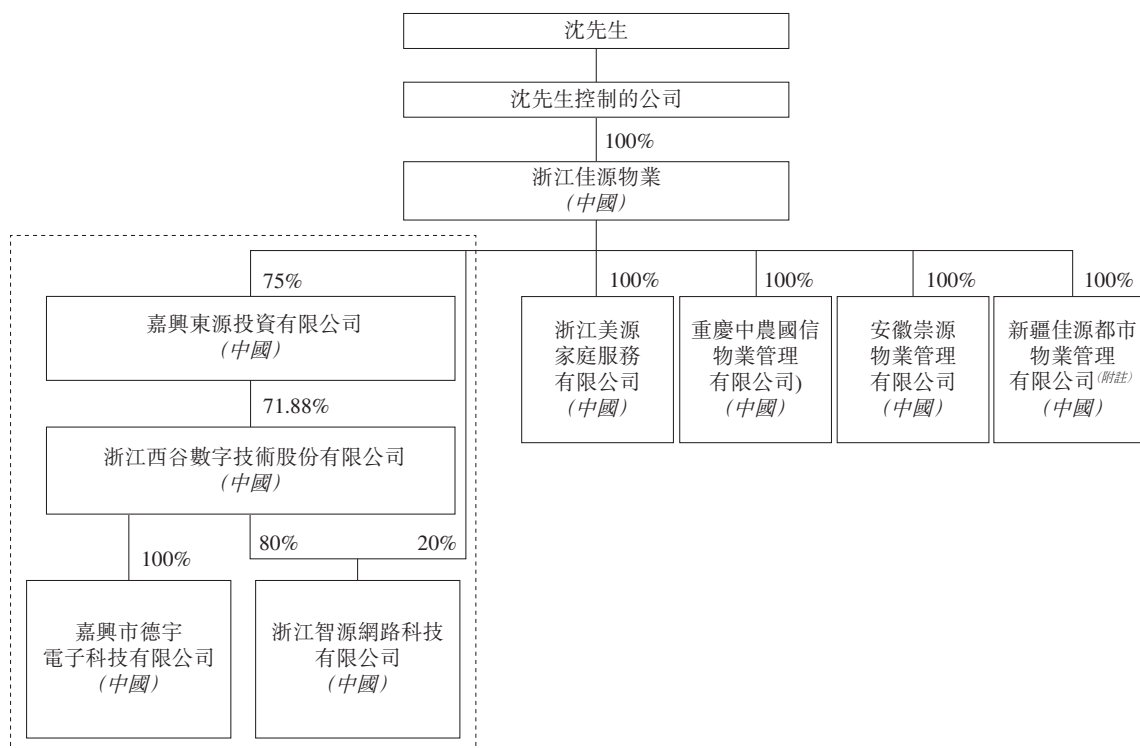 沈先生
沈先生控制的公司
100%
浙江佳源物業
(中國)
75%
100%
100%
100%
100%
嘉興東源投資有限公司
(中國)
浙江美源
家庭服務
有限公司
(中國)
重慶中農國信
物業管理
有限公司)
(中國)
安徽崇源
物業管理
有限公司
(中國)
新疆佳源都市
物業管理
有限公司(附註)
(中國)
71.88%
浙江西谷數字技術股份有限公司
(中國)
100%
80%
20%
嘉興市德宇
電子科技有限公司
(中國)
浙江智源網路科技
有限公司
(中國)